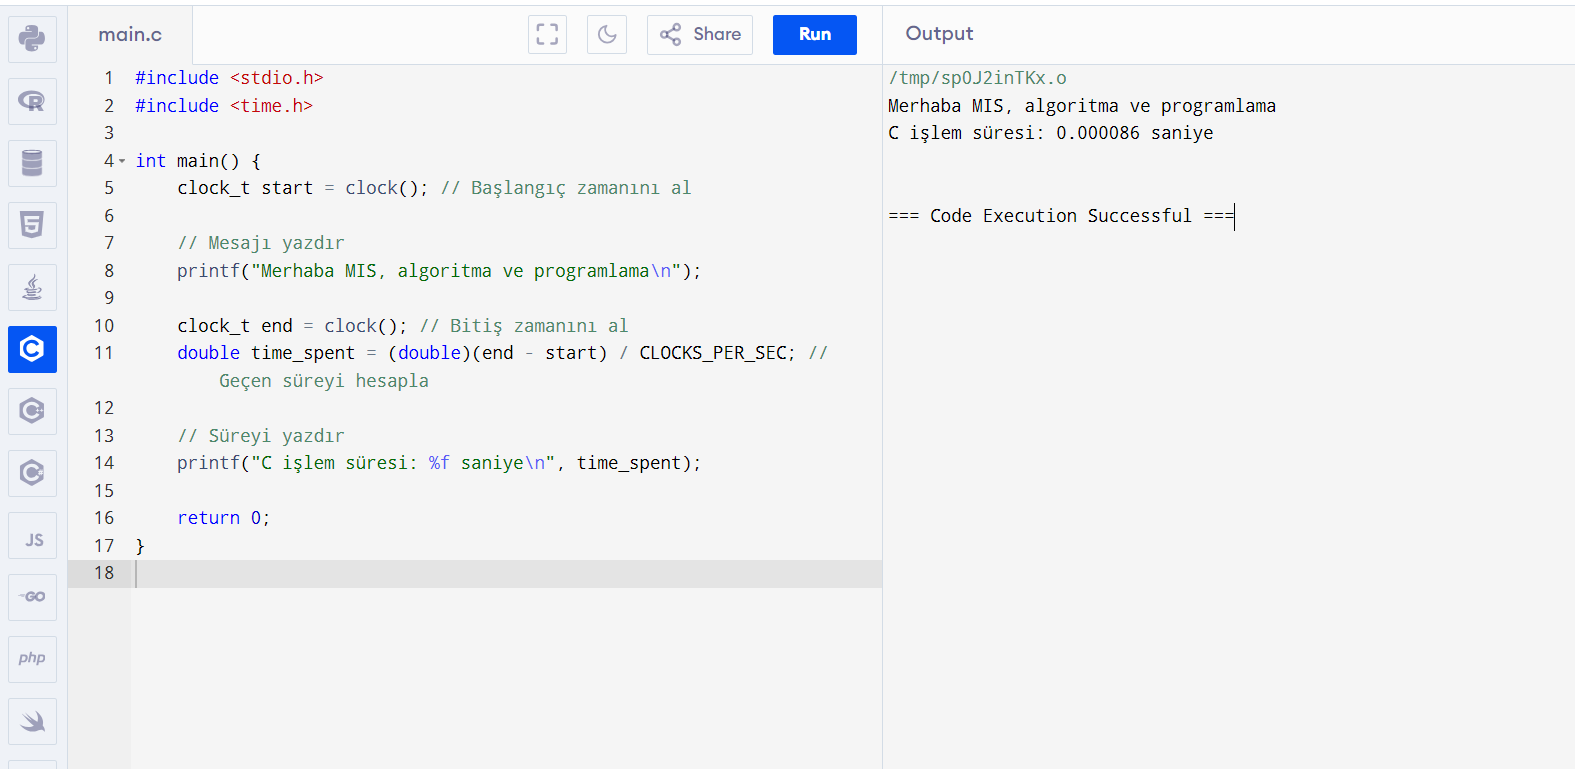 main.c
Share
Run
Output
1 #include <stdio.h>
2 #include <time.h>
3
4 int main() {
5 clock_t start = clock(); // Başlangıç zamanını al
6
7 // Mesajı yazdır
8 printf("Merhaba MIS, algoritma ve programlama\n");
9
10 clock_t end = clock(); // Bitiş zamanını al
11 double time_spent = (double)(end - start) / CLOCKS_PER_SEC; //
Geçen süreyi hesapla
12
13 // Süreyi yazdır
14 printf("C işlem süresi: %f saniye\n", time_spent);
15
16 return 0;
17 }
18
/tmp/spOJ2inTKx.o
Merhaba MIS, algoritma ve programlama
C işlem süresi: 0.000086 saniye
=== Code Execution Successful ===
R
5
C
C
C
JS
GO
php